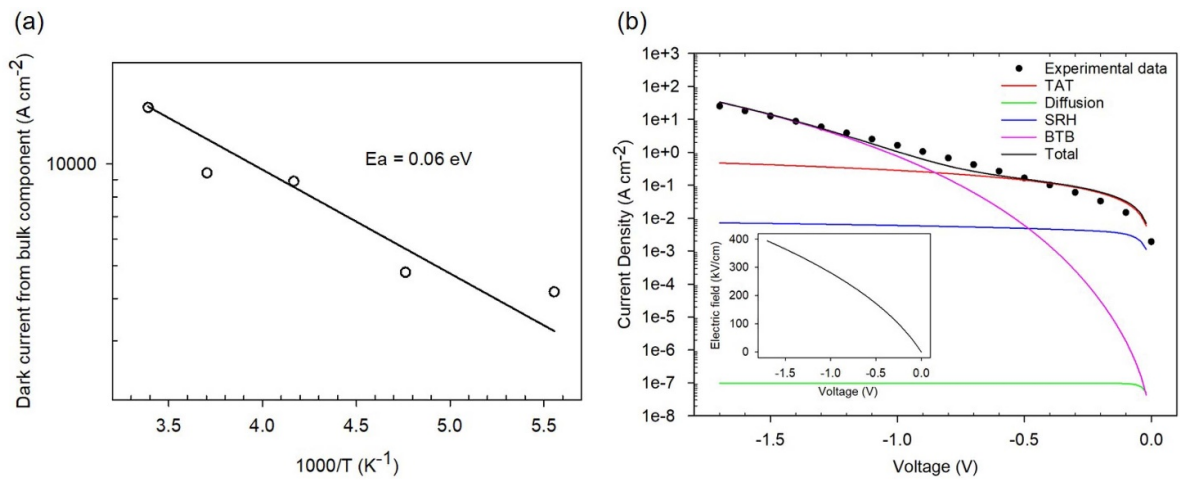 (a)
Dark current from bulk component (A cm⁻²)
10000
Ea = 0.06 eV
3.5 4.0 4.5 5.0 5.5
1000/T (K⁻¹)
(b)
Current Density (A cm⁻²)
1e+3
1e+2
1e+1
1e+0
1e-1
1e-2
1e-3
1e-4
1e-5
1e-6
1e-7
1e-8
Experimental data
TAT
Diffusion
SRH
BTB
Total
Electric field (kV/cm)
400
300
200
100
0
-1.5 -1.0 -0.5 0.0
Voltage (V)
-1.5 -1.0 -0.5 0.0
Voltage (V)